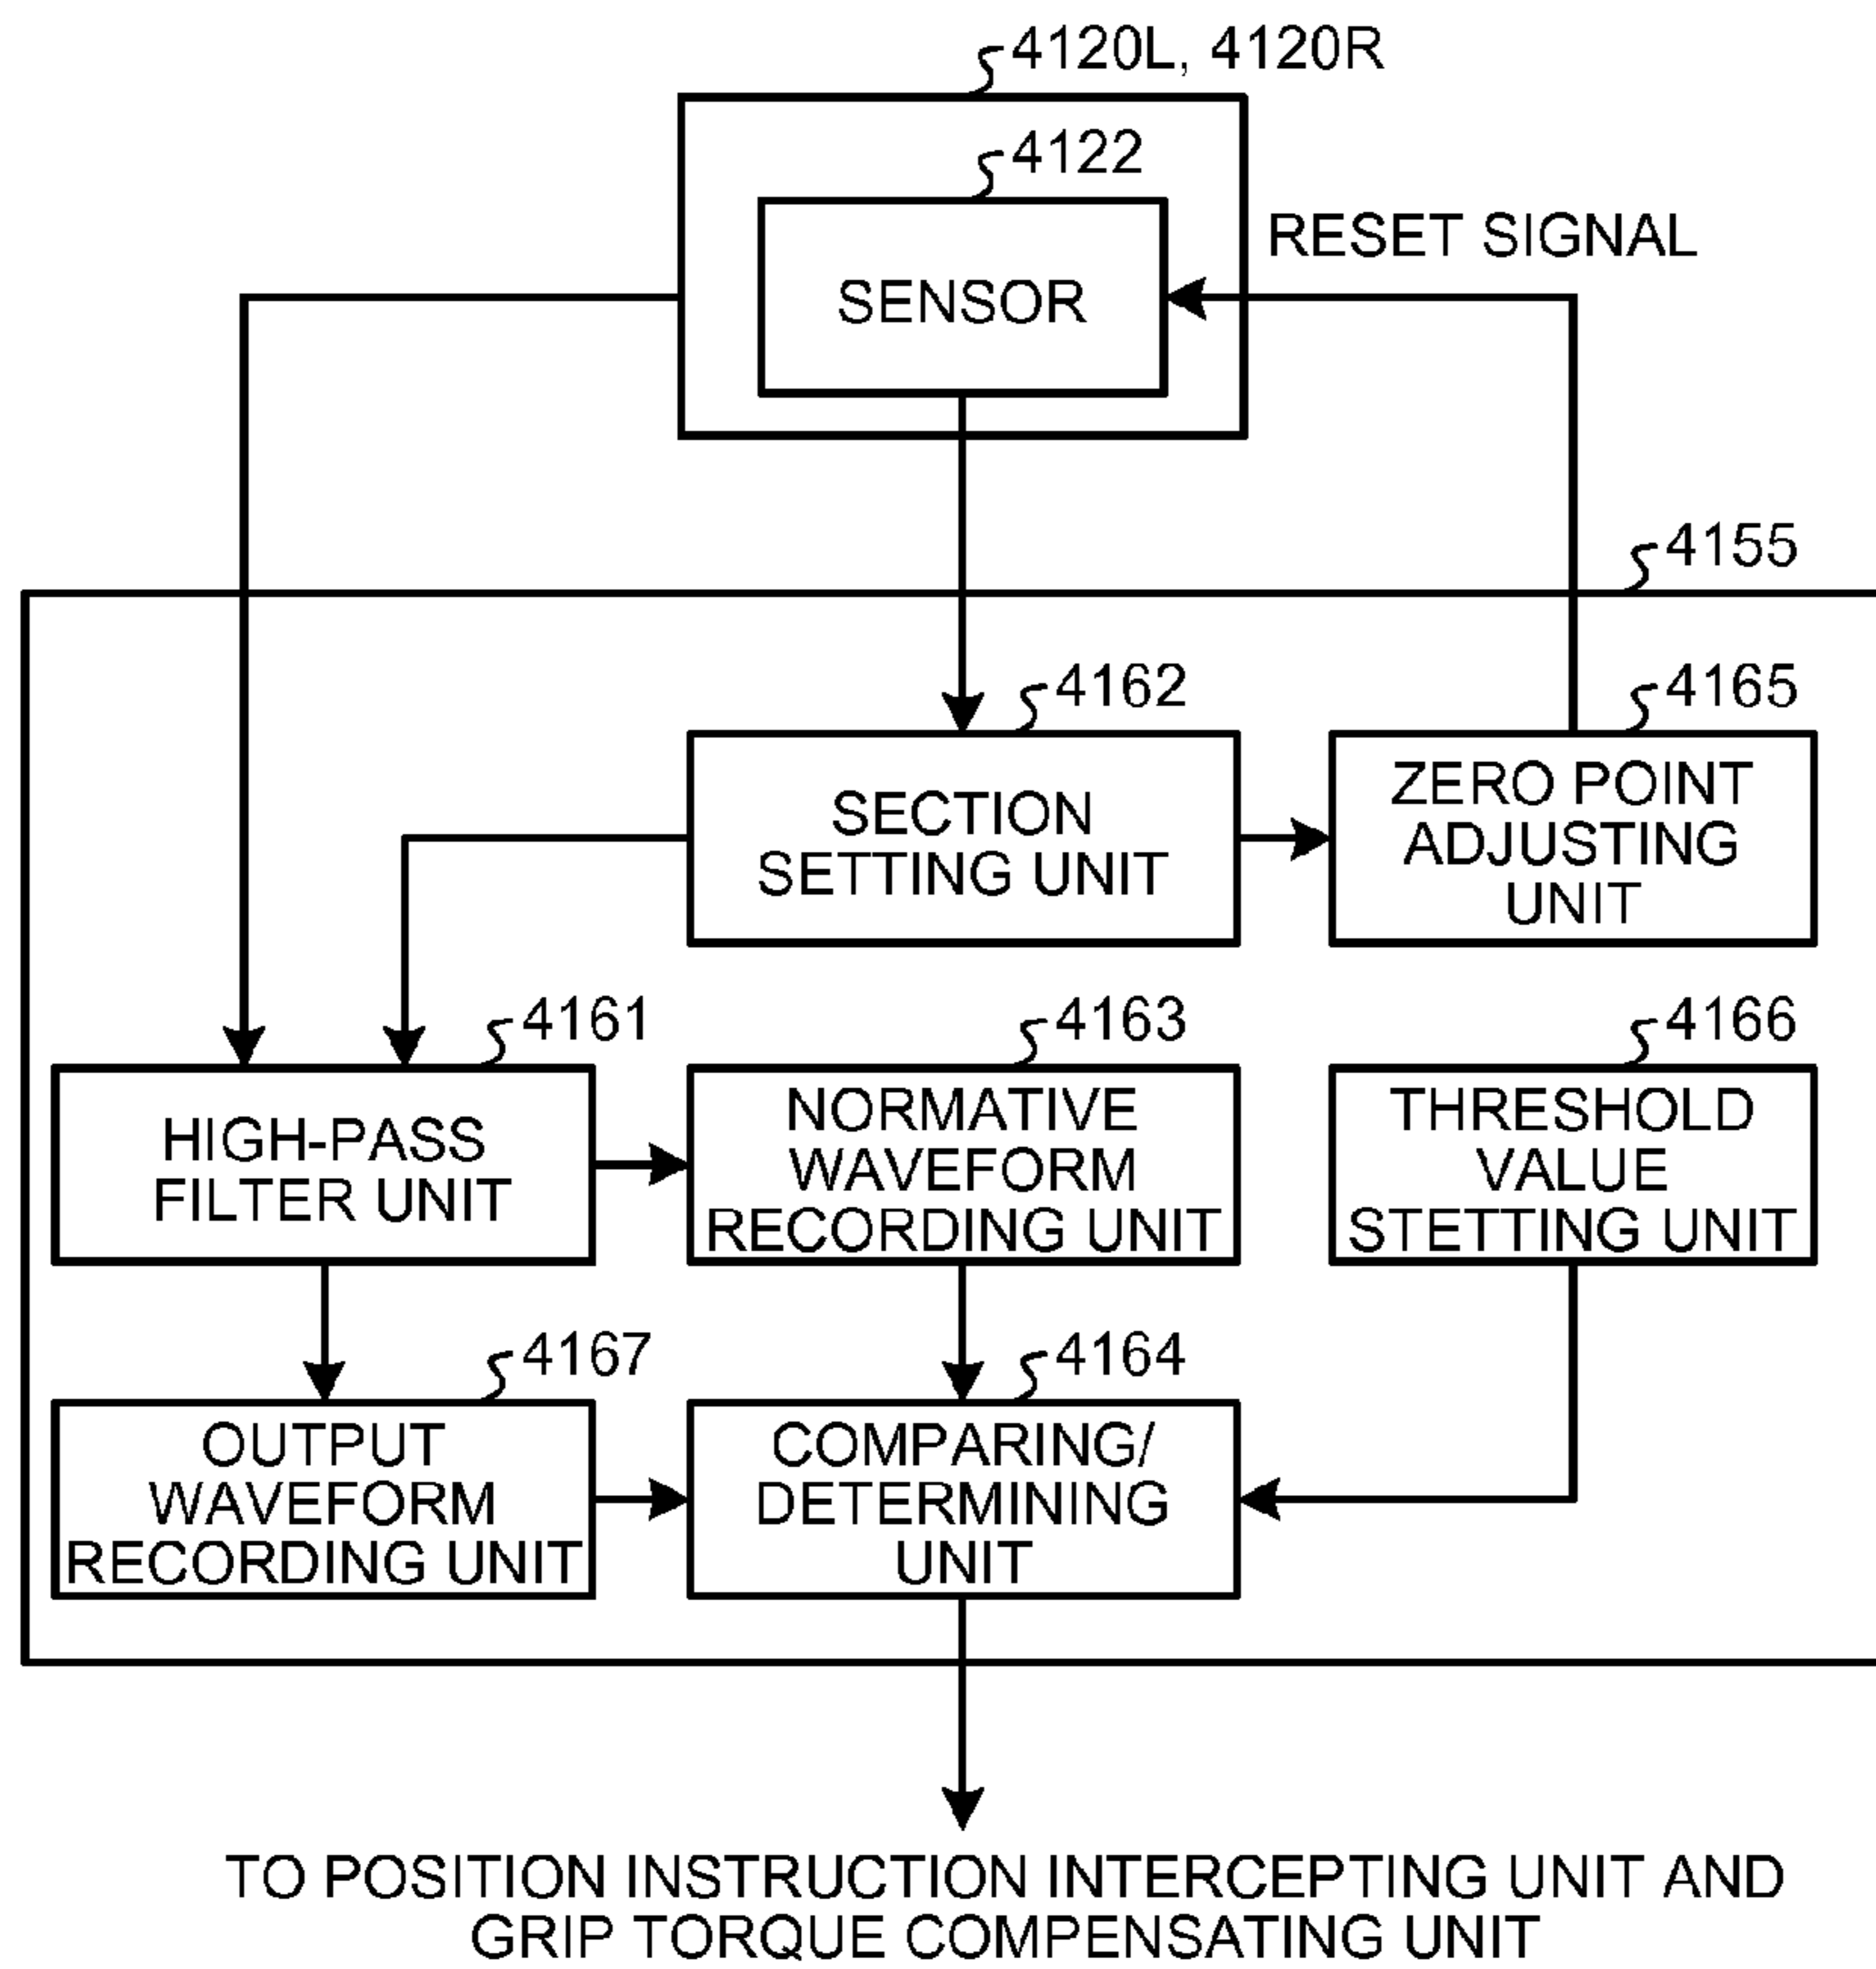 4120L, 4120R
4122
SENSOR
RESET SIGNAL
4155
4162
SECTION
SETTING UNIT
4165
ZERO POINT
ADJUSTING
UNIT
4161
HIGH-PASS
FILTER UNIT
4163
NORMATIVE
WAVEFORM
RECORDING UNIT
4166
THRESHOLD
VALUE
STETTING UNIT
4167
OUTPUT
WAVEFORM
RECORDING UNIT
4164
COMPARING/
DETERMINING
UNIT
TO POSITION INSTRUCTION INTERCEPTING UNIT AND
GRIP TORQUE COMPENSATING UNIT